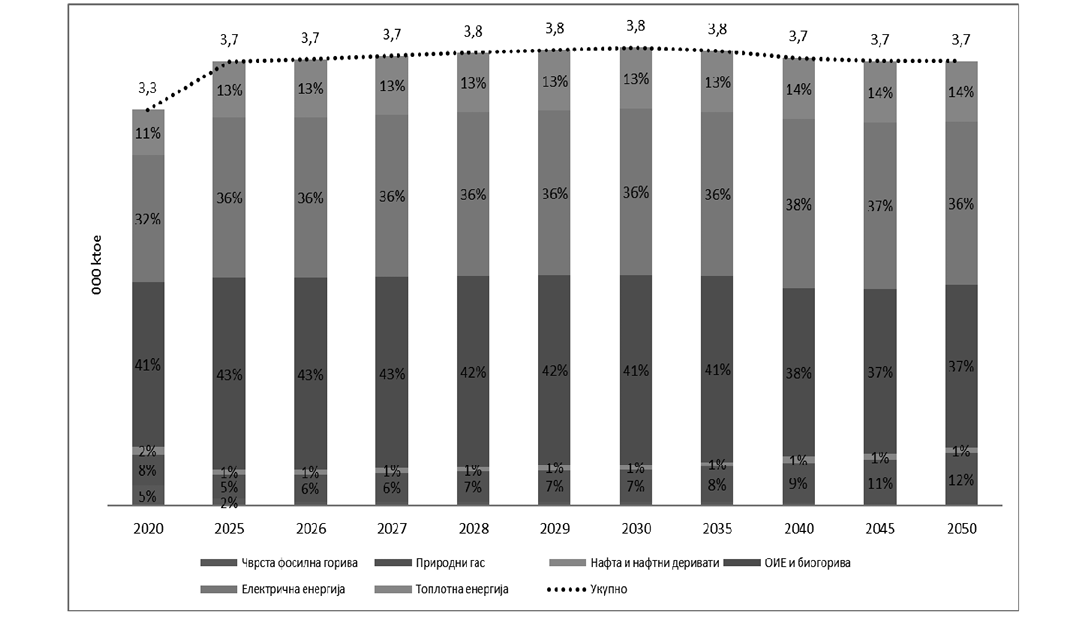 3,3 3,7 3,7 3,7 3,8 3,8 3,8 3,8 3,7 3,7 3,7
11% 13% 13% 13% 13% 13% 13% 13% 14% 14% 14%
32% 36% 36% 36% 36% 36% 36% 36% 38% 37% 36%
41% 43% 43% 43% 42% 42% 41% 41% 38% 37% 37%
2% 1% 1% 1% 1% 1% 1% 1% 1% 1% 1%
8% 5% 6% 6% 7% 7% 7% 8% 9% 11% 12%
5% 2%
000 ktoe
2020 2025 2026 2027 2028 2029 2030 2035 2040 2045 2050
Чврста фосилна горива Природни гас Нафта и нафтни деривати ОИЕ и биогорива
Електрична енергија Топлотна енергија Укупно